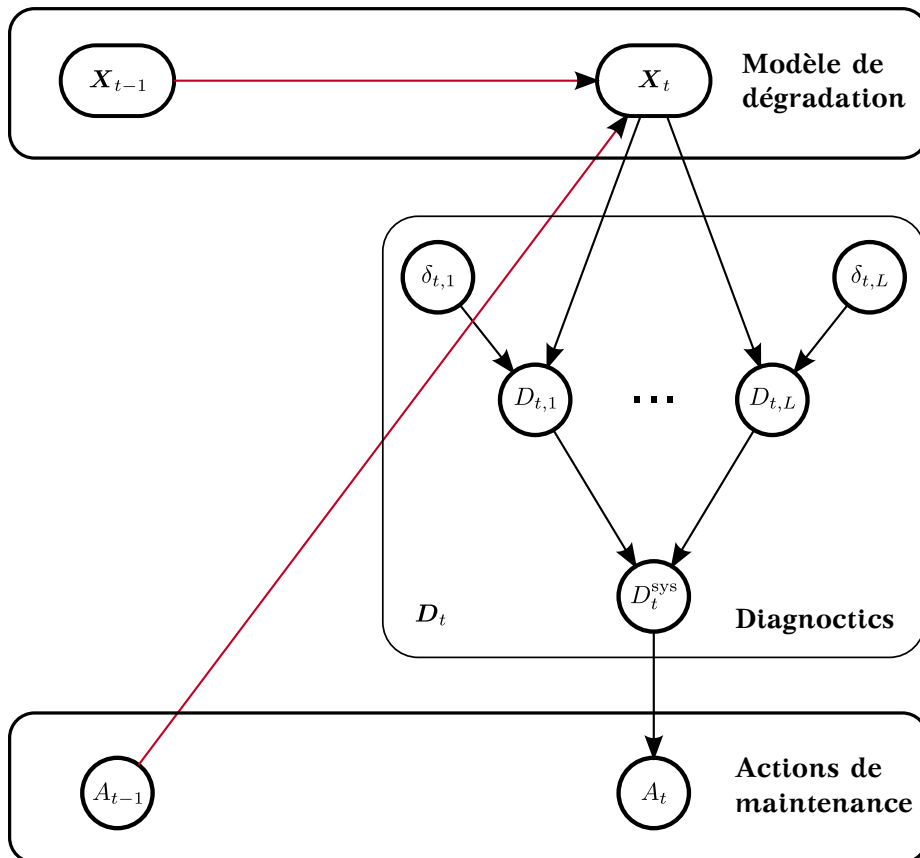 X_{t−1}
X_t
Modèle de
dégradation
δ_{t,1}
δ_{t,L}
D_{t,1}
...
D_{t,L}
D_t^{sys}
D_t
Diagnoctics
A_{t−1}
A_t
Actions de
maintenance